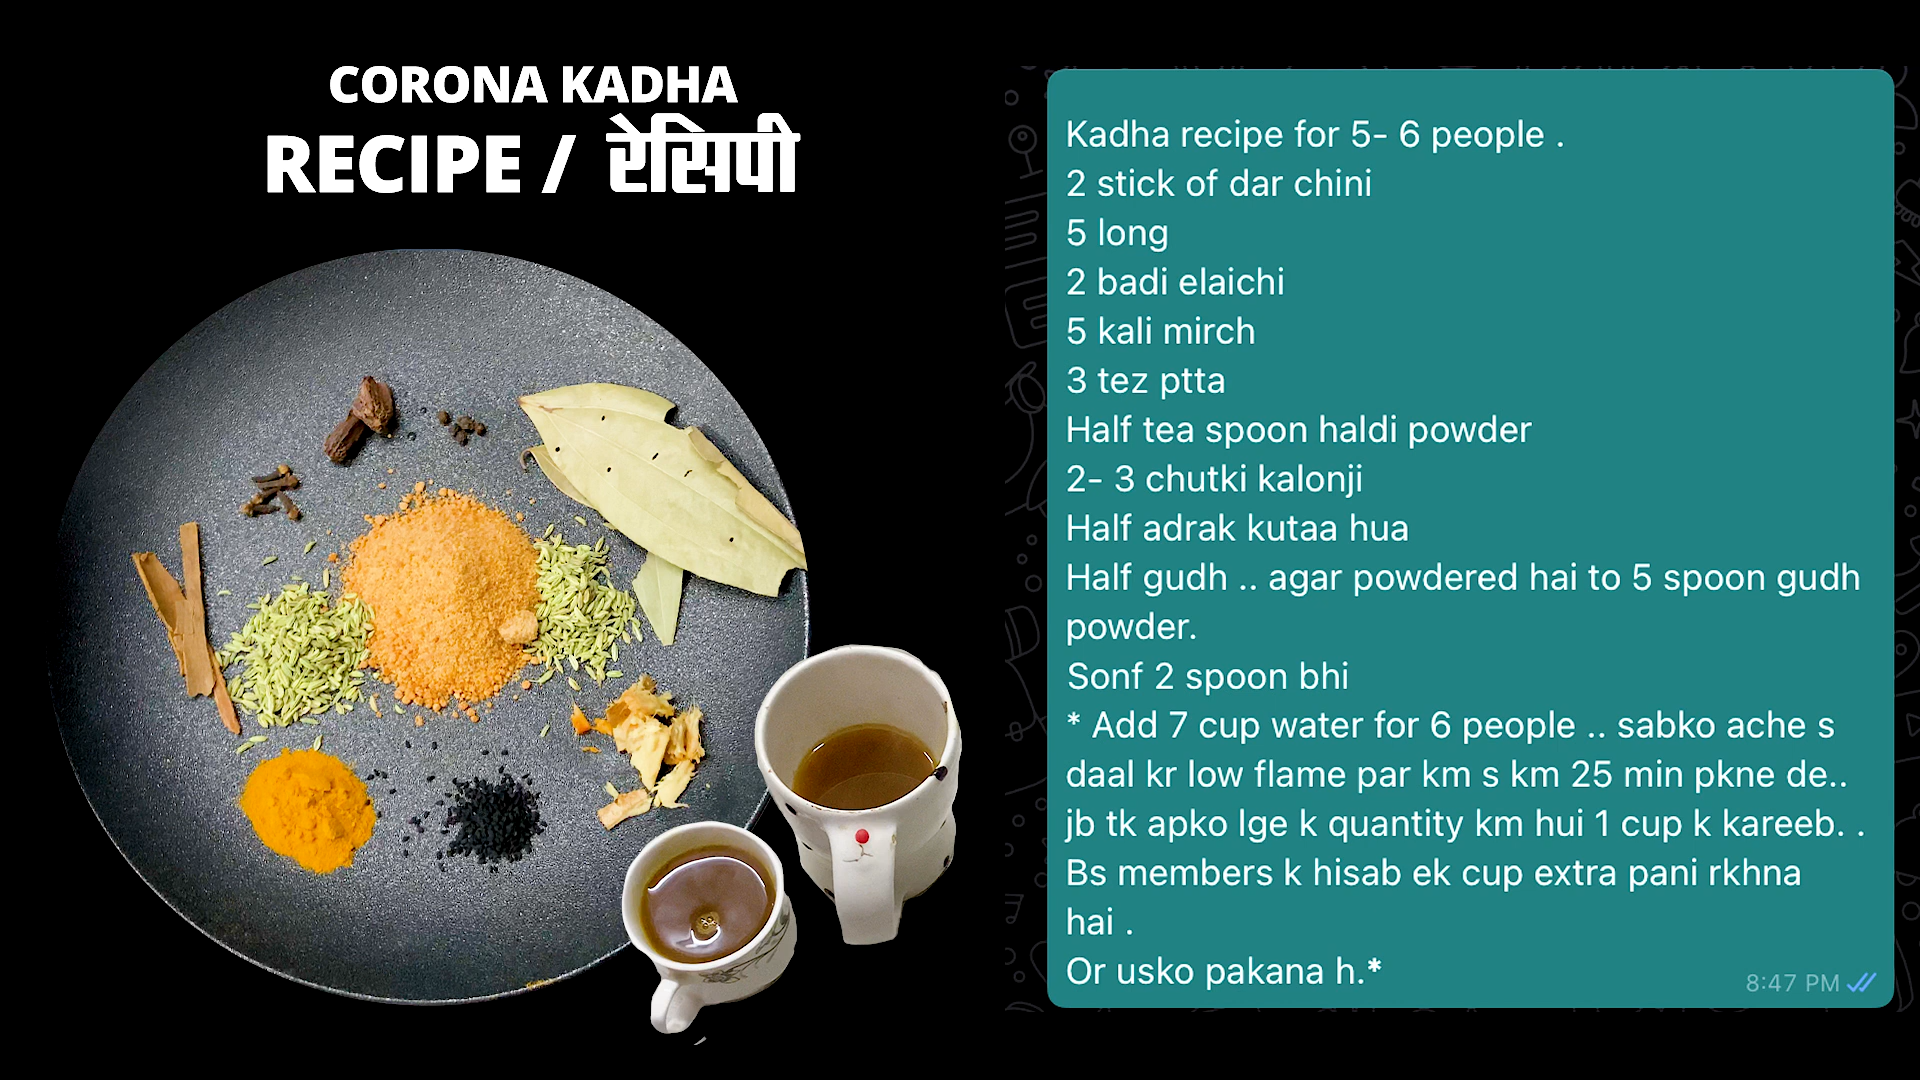 CORONA KADHA
RECIPE / रेसिपी
Kadha recipe for 5- 6 people .
2 stick of dar chini
5 long
2 badi elaichi
5 kali mirch
3 tez ptta
Half tea spoon haldi powder
2- 3 chutki kalonji
Half adrak kutaa hua
Half gudh .. agar powdered hai to 5 spoon gudh
powder.
Sonf 2 spoon bhi
* Add 7 cup water for 6 people .. sabko ache s
daal kr low flame par km s km 25 min pkne de..
jb tk apko lge k quantity km hui 1 cup k kareeb. .
Bs members k hisab ek cup extra pani rkhna
hai .
Or usko pakana h.*
8:47 PM